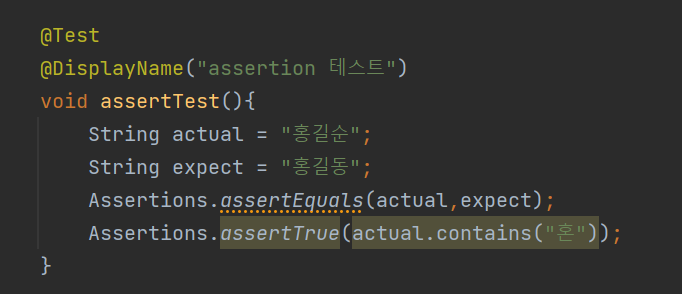 @Test
@DisplayName("assertion 테스트")
void assertTest(){
String actual = "홍길순";
String expect = "홍길동";
Assertions.assertEquals(actual,expect);
Assertions.assertTrue(actual.contains("혼"));
}